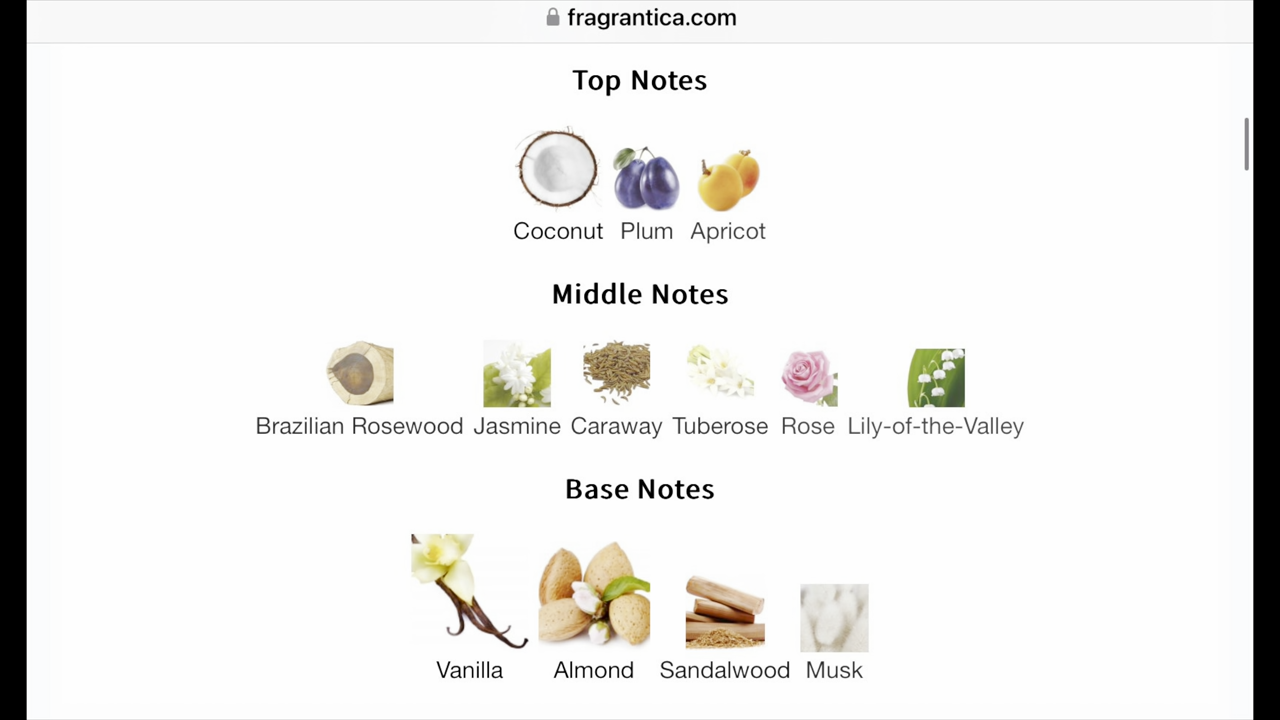 fragrantica.com
Top Notes
Coconut Plum Apricot
Middle Notes
Brazilian Rosewood Jasmine Caraway Tuberose Rose Lily-of-the-Valley
Base Notes
Vanilla Almond Sandalwood Musk